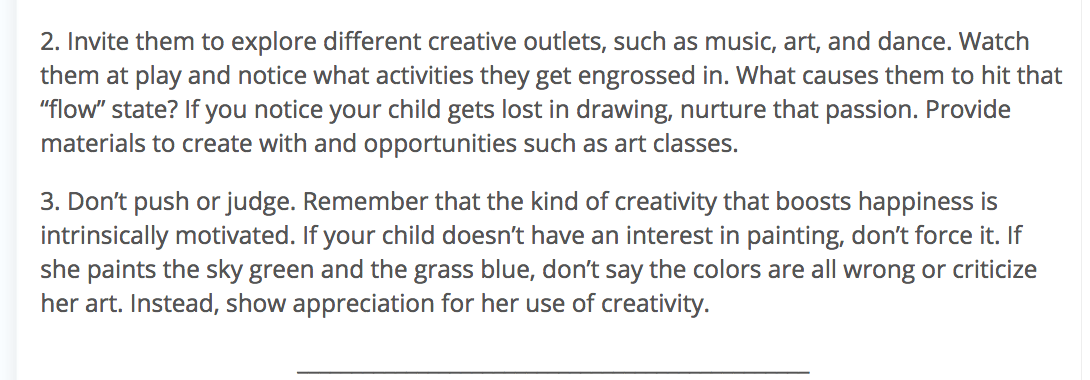 2. Invite them to explore different creative outlets, such as music, art, and dance. Watch
them at play and notice what activities they get engrossed in. What causes them to hit that
“flow” state? If you notice your child gets lost in drawing, nurture that passion. Provide
materials to create with and opportunities such as art classes.
3. Don’t push or judge. Remember that the kind of creativity that boosts happiness is
intrinsically motivated. If your child doesn’t have an interest in painting, don’t force it. If
she paints the sky green and the grass blue, don’t say the colors are all wrong or criticize
her art. Instead, show appreciation for her use of creativity.